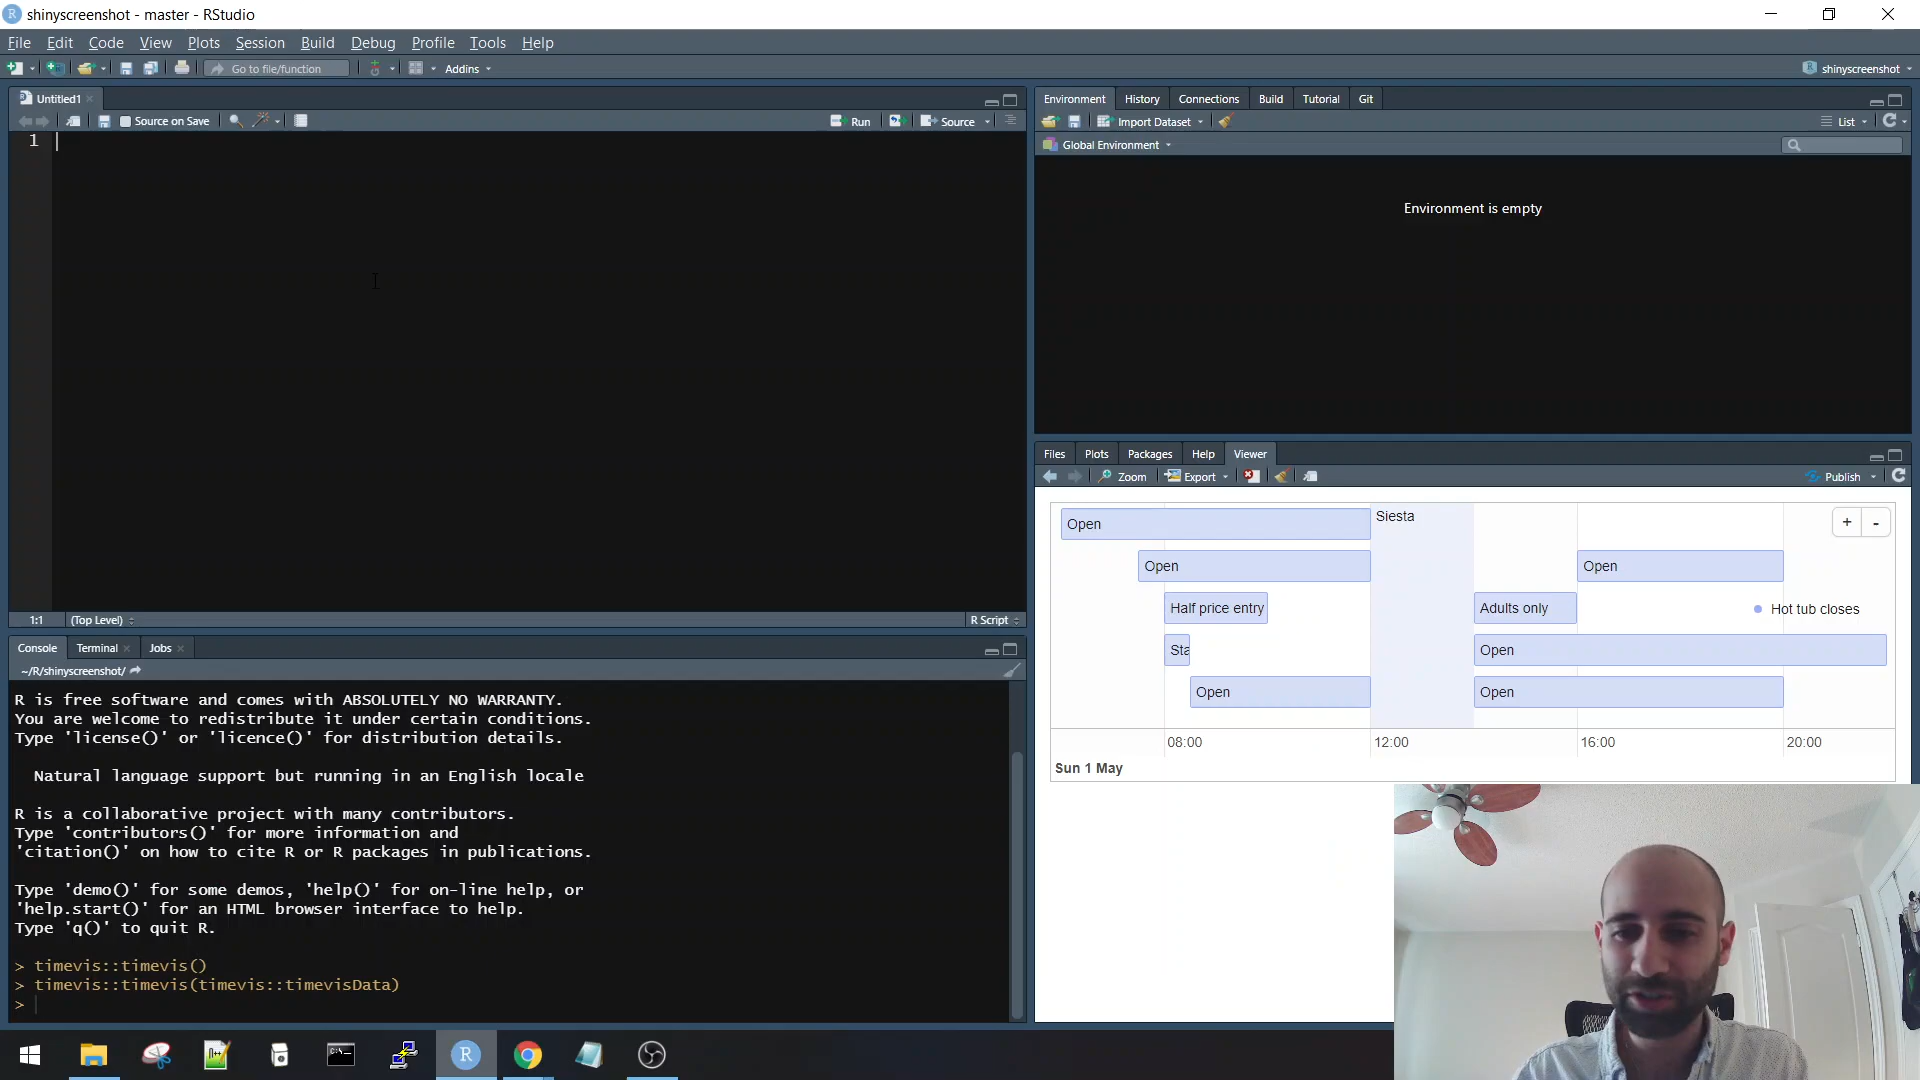 shinyscreenshot - master - RStudio
File Edit Code View Plots Session Build Debug Profile Tools Help
Go to file/function Addins shinyscreenshot
Untitled1
Source on Save Run Source
1
1:1 (Top Level) R Script
Console Terminal Jobs
~/R/shinyscreenshot/
R is free software and comes with ABSOLUTELY NO WARRANTY.
You are welcome to redistribute it under certain conditions.
Type 'license()' or 'licence()' for distribution details.
Natural language support but running in an English locale
R is a collaborative project with many contributors.
Type 'contributors()' for more information and
'citation()' on how to cite R or R packages in publications.
Type 'demo()' for some demos, 'help()' for on-line help, or
'help.start()' for an HTML browser interface to help.
Type 'q()' to quit R.
> timevis::timevis()
> timevis::timevis(timevis::timevisData)
>
Environment History Connections Build Tutorial Git
Import Dataset List
Global Environment
Environment is empty
Files Plots Packages Help Viewer
Zoom Export Publish
Open Siesta + -
Open Open
Half price entry Adults only Hot tub closes
Sta Open
Open Open
08:00 12:00 16:00 20:00
Sun 1 May